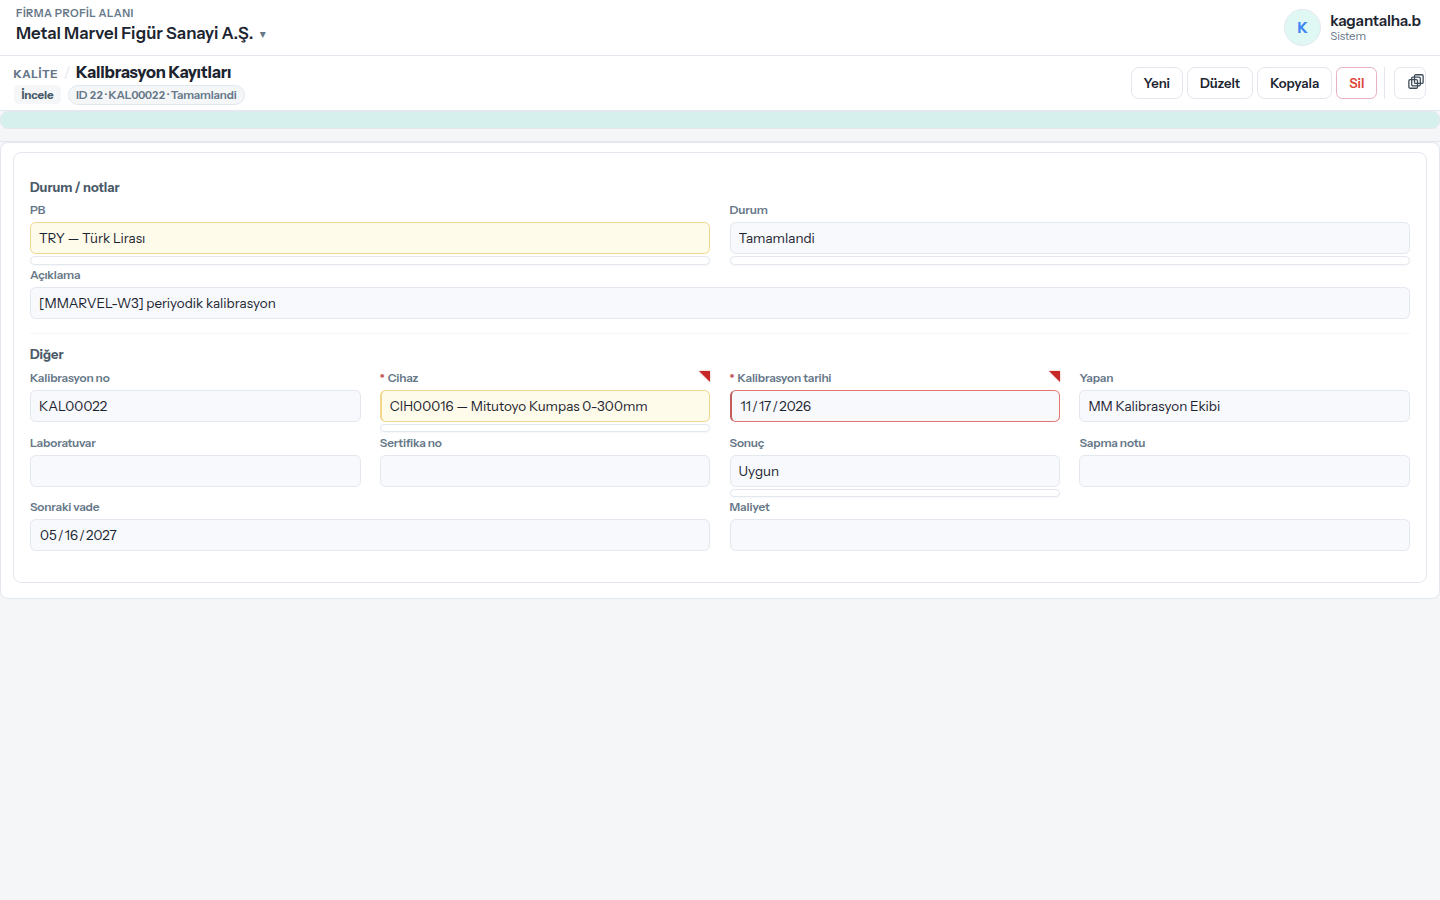 FİRMA PROFİL ALANI
Metal Marvel Figür Sanayi A.Ş. ▾
K
kagantalha.b
Sistem
KALİTE / Kalibrasyon Kayıtları
İncele
ID 22·KAL00022·Tamamlandi
Yeni
Düzelt
Kopyala
Sil
Durum / notlar
PB
Durum
TRY — Türk Lirası
Tamamlandi
Açıklama
[MMARVEL-W3] periyodik kalibrasyon
Diğer
Kalibrasyon no
* Cihaz
* Kalibrasyon tarihi
Yapan
KAL00022
CIH00016 — Mitutoyo Kumpas 0-300mm
11/17/2026
MM Kalibrasyon Ekibi
Laboratuvar
Sertifika no
Sonuç
Sapma notu
Uygun
Sonraki vade
Maliyet
05/16/2027